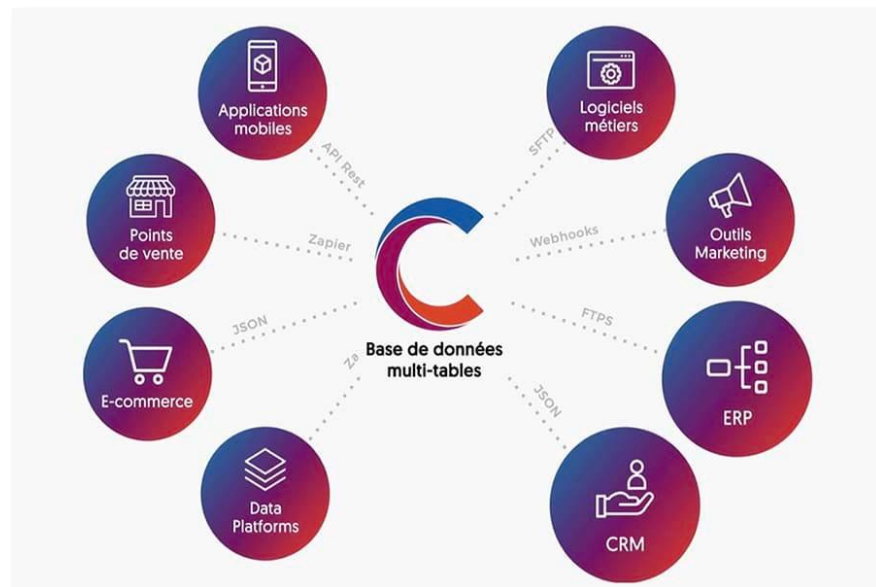 Applications
mobiles
Logiciels
métiers
API Rest
SFTP
Points
de vente
Zapier
Webhooks
Outils
Marketing
JSON
FTPS
E-commerce
Base de données
multi-tables
ERP
Za
JSON
Data
Platforms
CRM